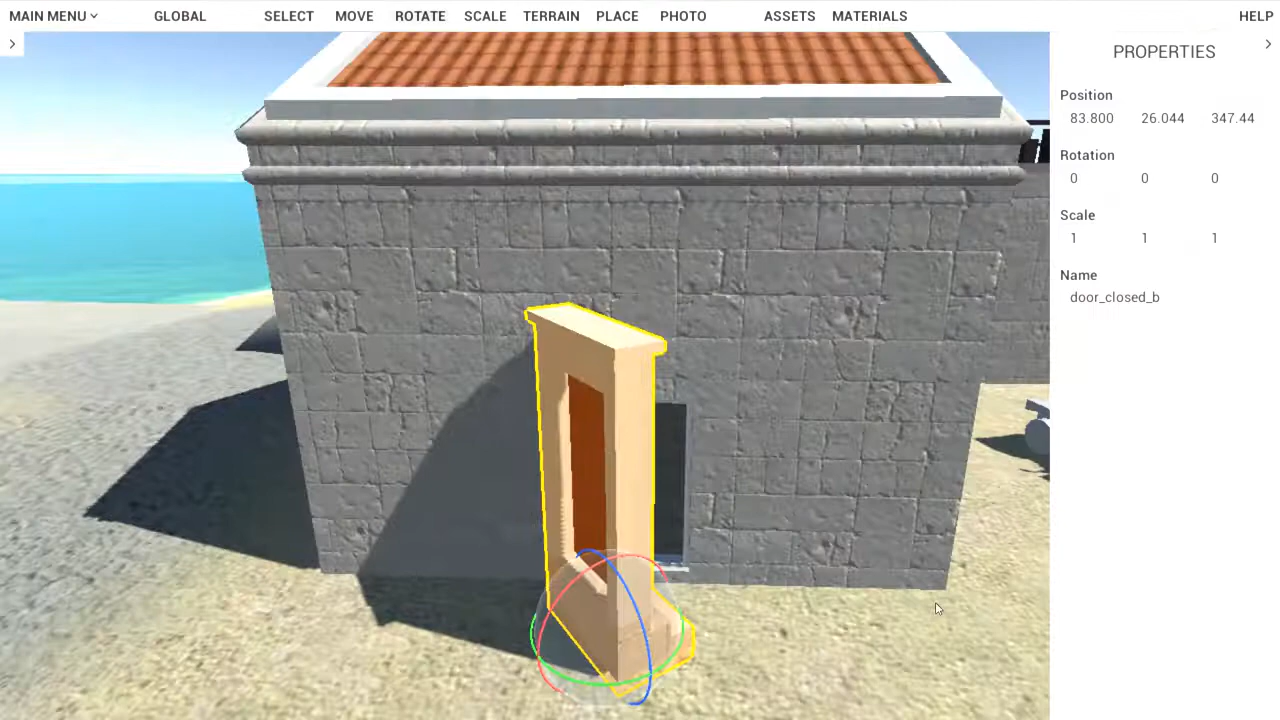 MAIN MENU GLOBAL SELECT MOVE ROTATE SCALE TERRAIN PLACE PHOTO ASSETS MATERIALS HELP
PROPERTIES
Position
83.800 26.044 347.44
Rotation
0 0 0
Scale
1 1 1
Name
door_closed_b